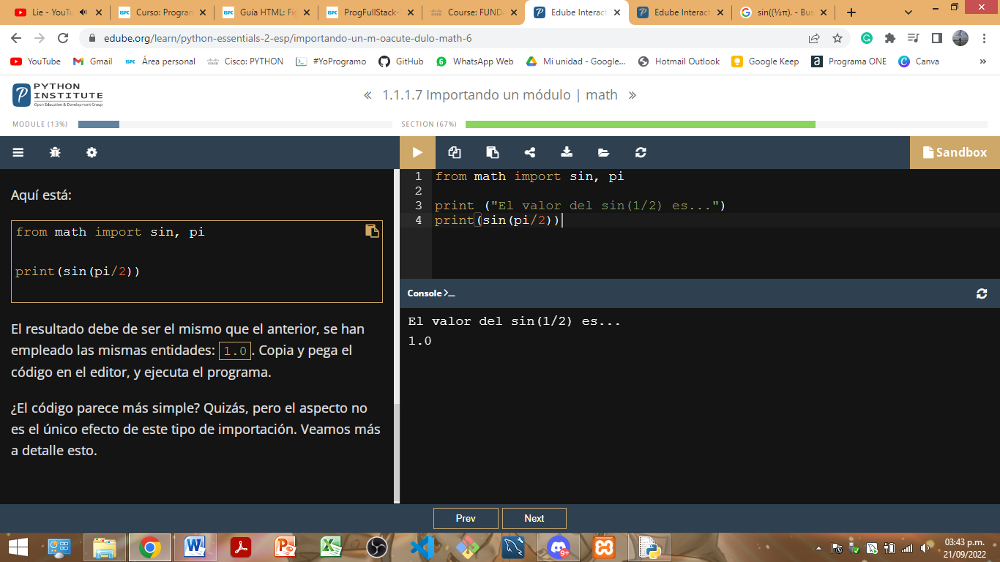 Lie - YouTu
Curso: Program
Guía HTML: Fig
ProgFullStack-
Course: FUNDA
Edube Interact
Edube Interact
sin((½π). - Bus
edube.org/learn/python-essentials-2-esp/importando-un-m-oacute-dulo-math-6
YouTube
Gmail
Área personal
Cisco: PYTHON
#YoProgramo
GitHub
WhatsApp Web
Mi unidad - Google...
Hotmail Outlook
Google Keep
Programa ONE
Canva
»
PYTHON
INSTITUTE
Open Education & Development Group
« 1.1.1.7 Importando un módulo | math »
MODULE (13%)
SECTION (67%)
Sandbox
Aquí está:
from math import sin, pi
print(sin(pi/2))
El resultado debe de ser el mismo que el anterior, se han
empleado las mismas entidades: 1.0. Copia y pega el
código en el editor, y ejecuta el programa.
¿El código parece más simple? Quizás, pero el aspecto no
es el único efecto de este tipo de importación. Veamos más
a detalle esto.
1 from math import sin, pi
2
3 print ("El valor del sin(1/2) es...")
4 print(sin(pi/2))
Console >_
El valor del sin(1/2) es...
1.0
Prev
Next
9+
03:43 p.m.
21/09/2022